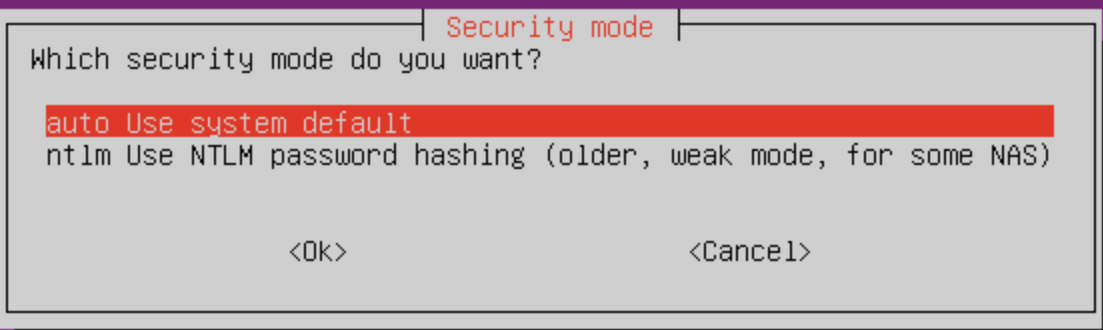 Security mode
Which security mode do you want?
auto Use system default
ntlm Use NTLM password hashing (older, weak mode, for some NAS)
<Ok> <Cancel>